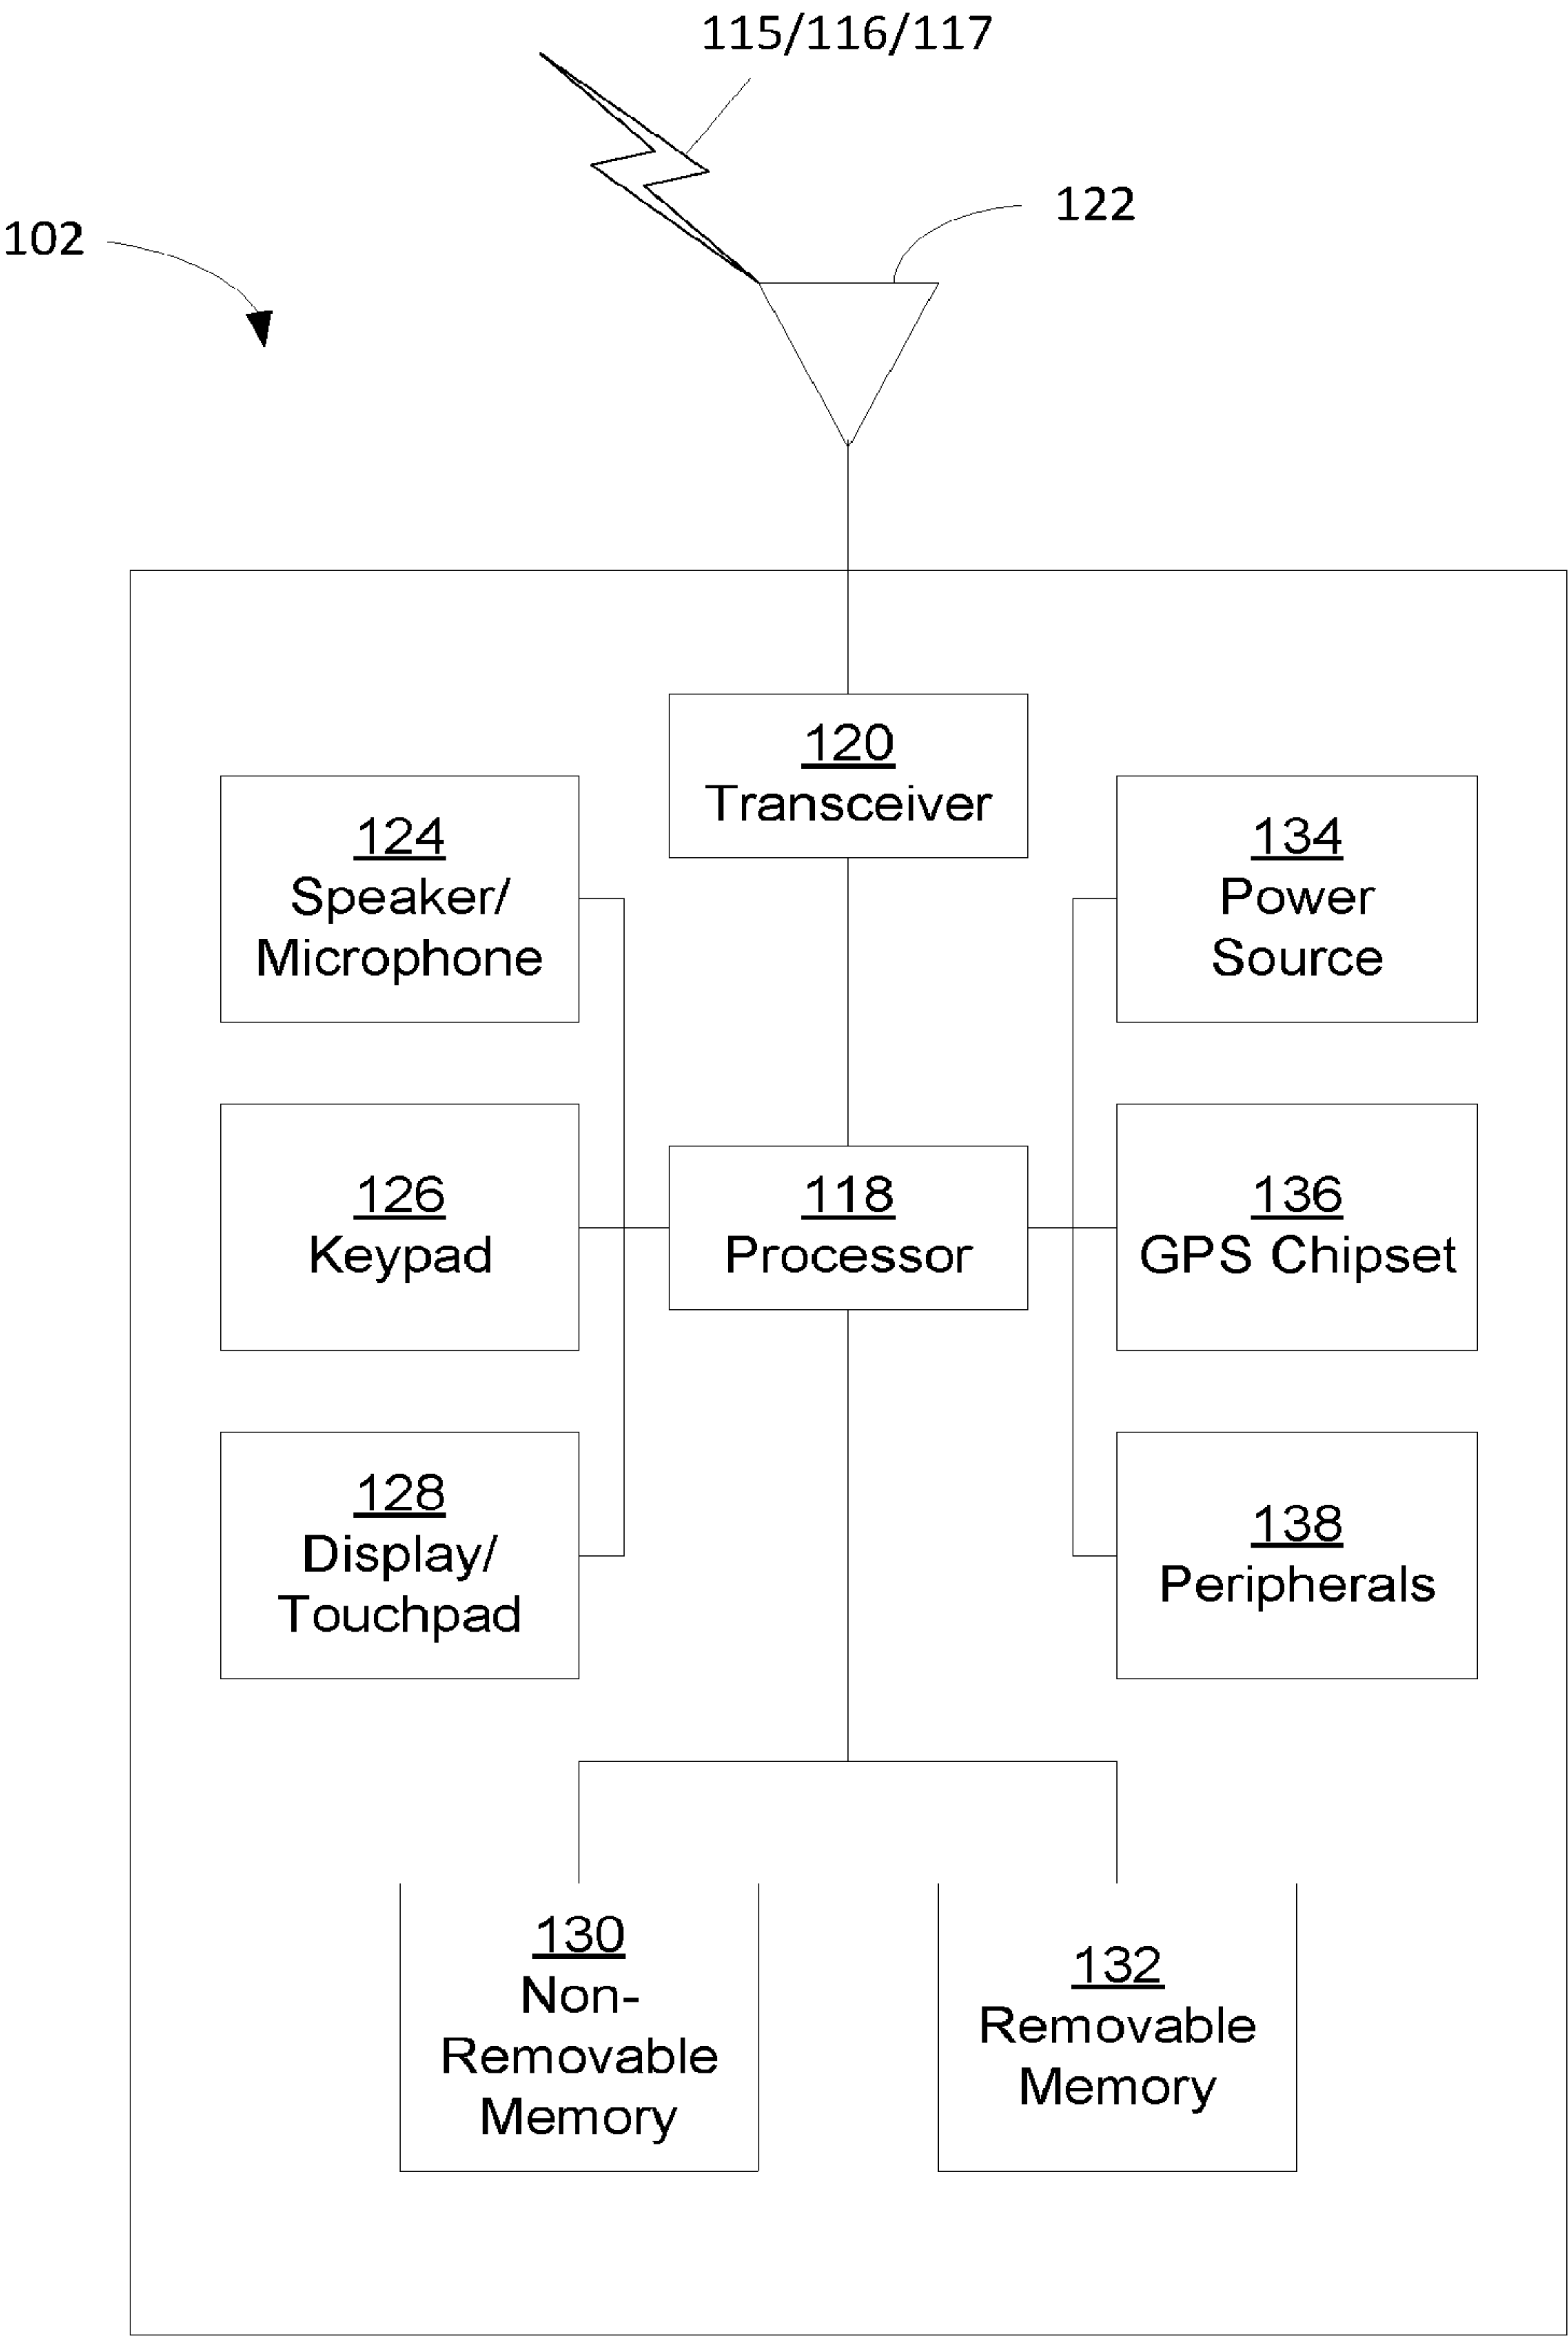 115/116/117
122
102
120
Transceiver
124
Speaker/
Microphone
134
Power
Source
126
Keypad
118
Processor
136
GPS Chipset
128
Display/
Touchpad
138
Peripherals
130
Non-
Removable
Memory
132
Removable
Memory